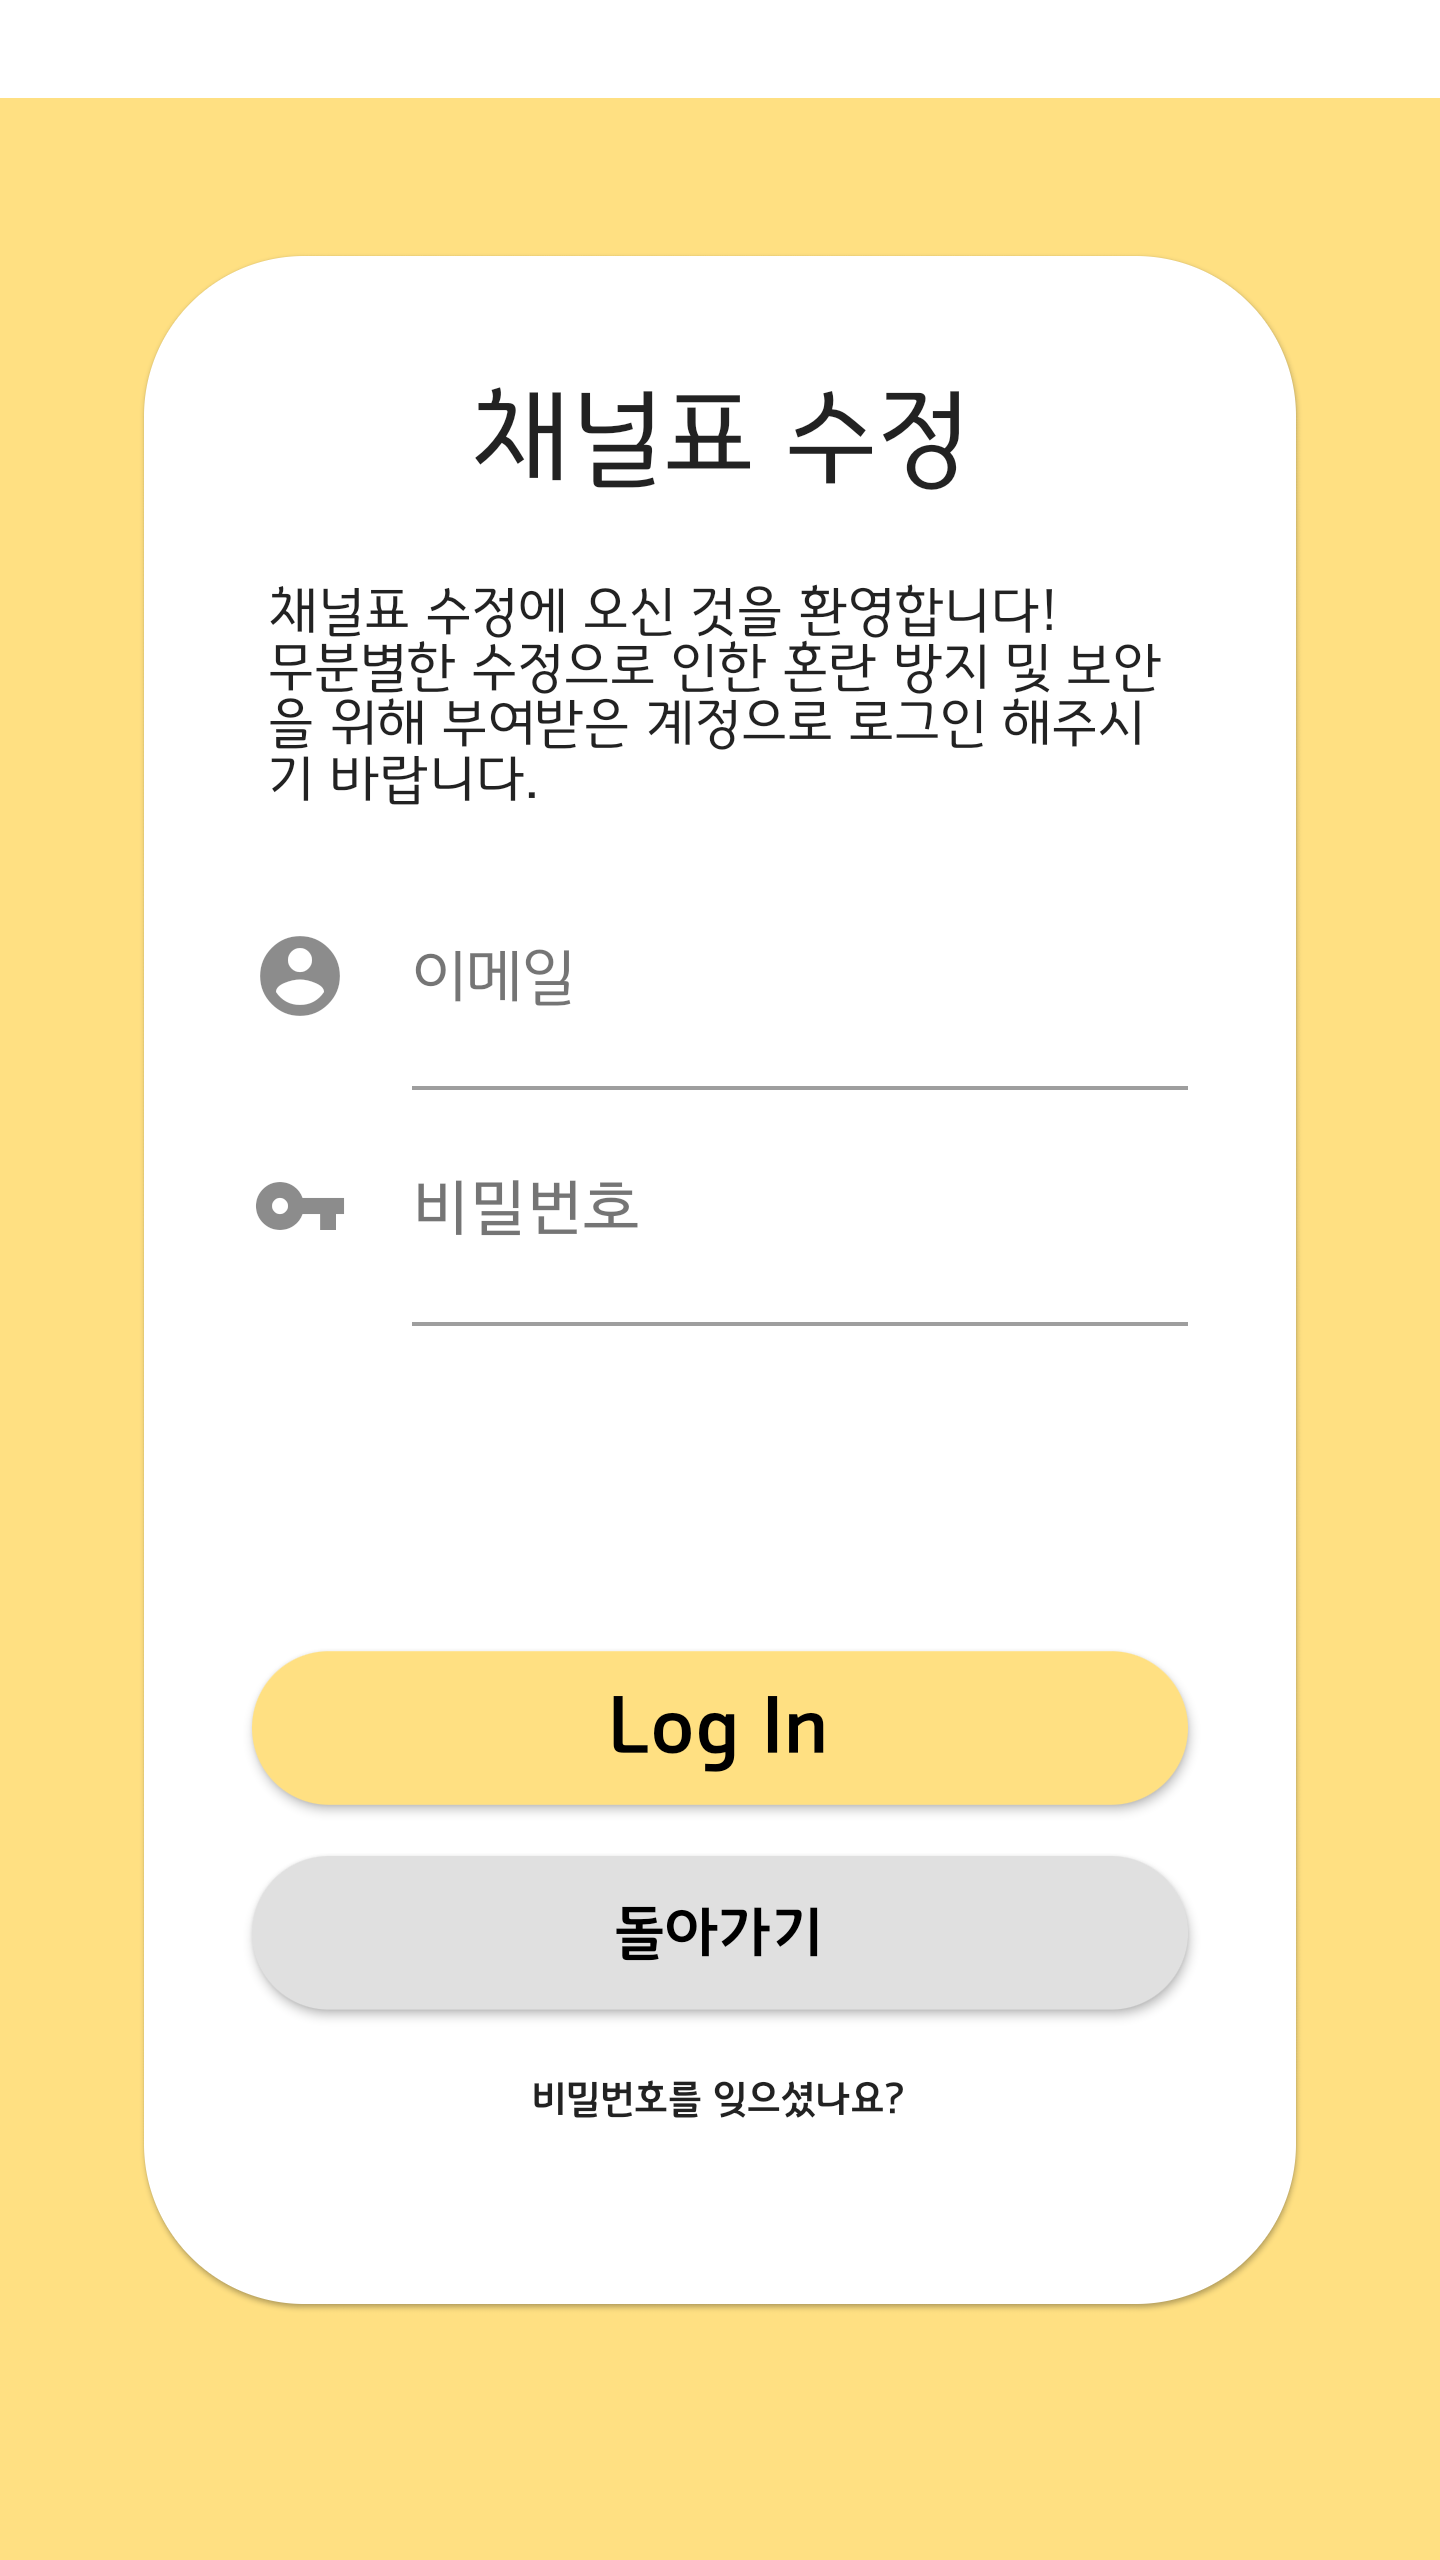 채널표 수정
채널표 수정에 오신 것을 환영합니다!
무분별한 수정으로 인한 혼란 방지 및 보안
을 위해 부여받은 계정으로 로그인 해주시
기 바랍니다.
이메일
비밀번호
Log In
돌아가기
비밀번호를 잊으셨나요?